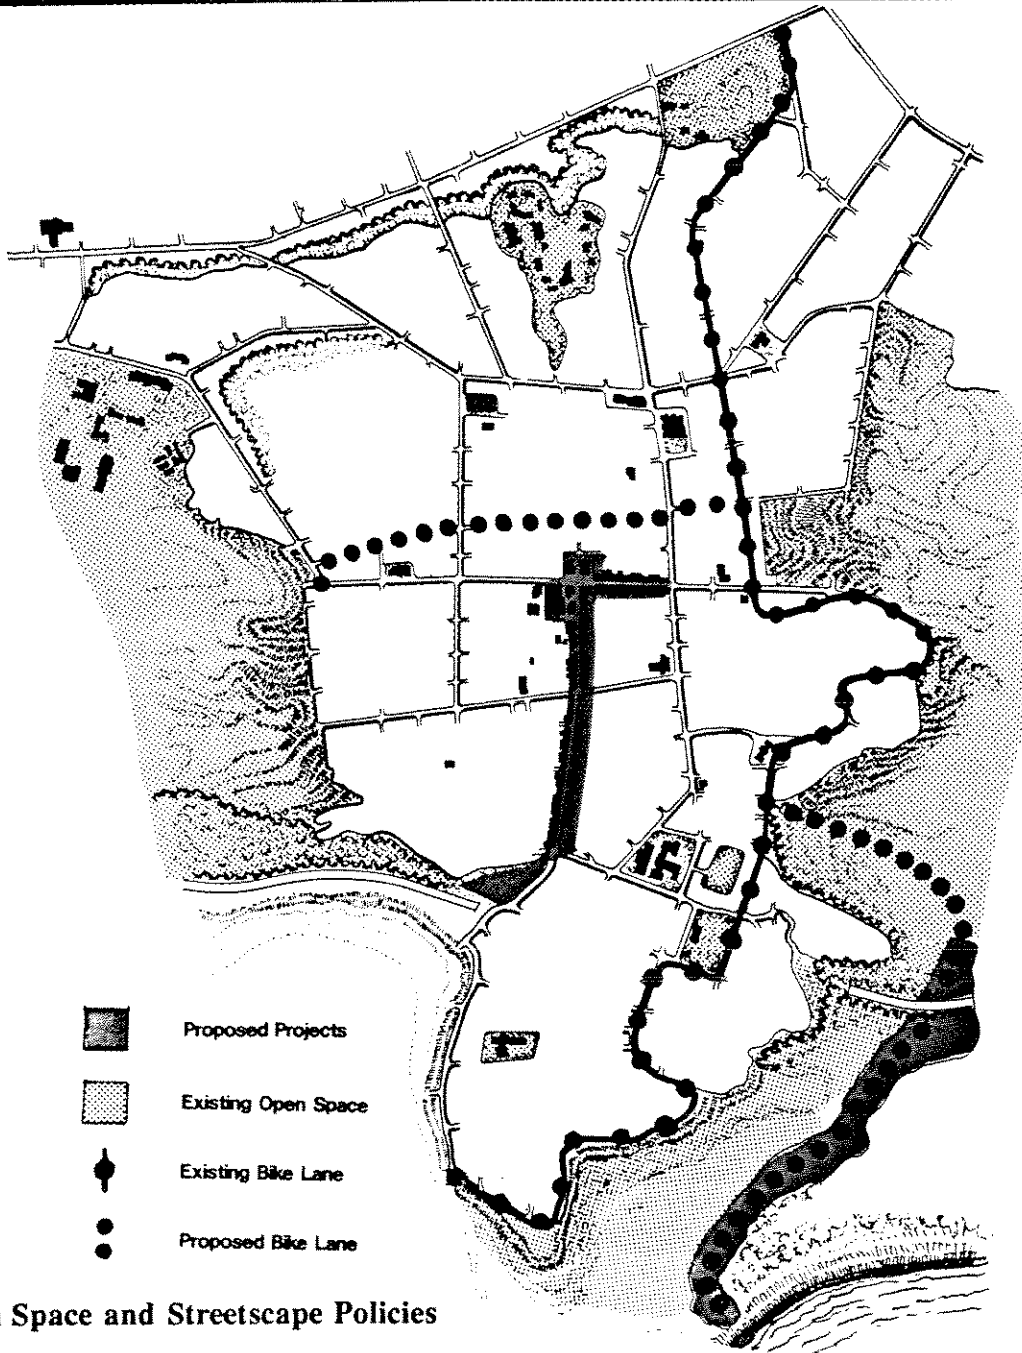 Proposed Projects
Existing Open Space
Existing Bike Lane
Proposed Bike Lane
Space and Streetscape Policies